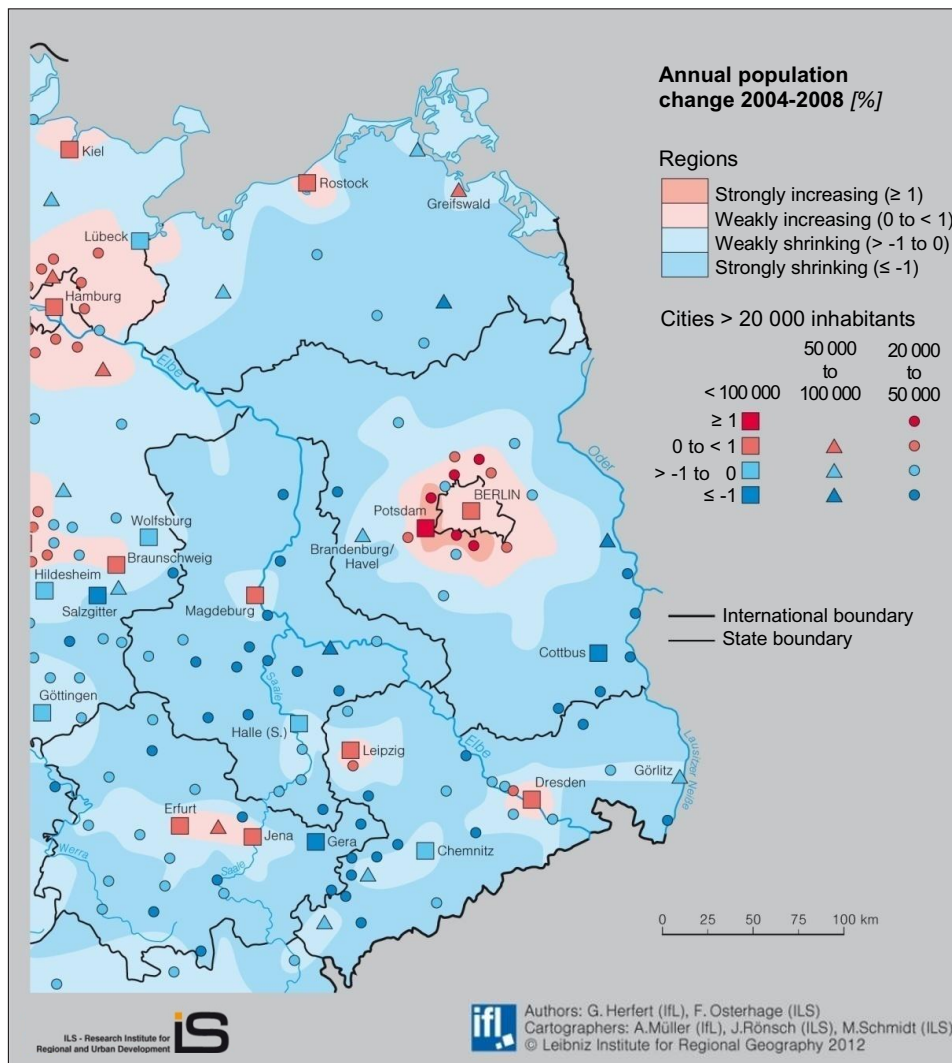 Annual population
change 2004-2008 [%]
Regions
Strongly increasing (≥ 1)
Weakly increasing (0 to < 1)
Weakly shrinking (> -1 to 0)
Strongly shrinking (≤ -1)
Cities > 20 000 inhabitants
50 000 20 000
to to
< 100 000 100 000 50 000
≥ 1
0 to < 1
> -1 to 0
≤ -1
International boundary
State boundary
Kiel
Rostock
Greifswald
Lübeck
Hamburg
Elbe
Oder
BERLIN
Potsdam
Wolfsburg
Brandenburg/
Havel
Braunschweig
Hildesheim
Salzgitter
Magdeburg
Cottbus
Saale
Göttingen
Halle (S.)
Elbe
Leipzig
Lausitzer Neiße
Görlitz
Dresden
Erfurt
Jena
Gera
Chemnitz
Werra
Saale
0 25 50 75 100 km
ILS - Research Institute for
Regional and Urban Development
iLS
ifl
Authors: G. Herfert (IfL), F. Osterhage (ILS)
Cartographers: A.Müller (IfL), J.Rönsch (ILS), M.Schmidt (ILS)
© Leibniz Institute for Regional Geography 2012